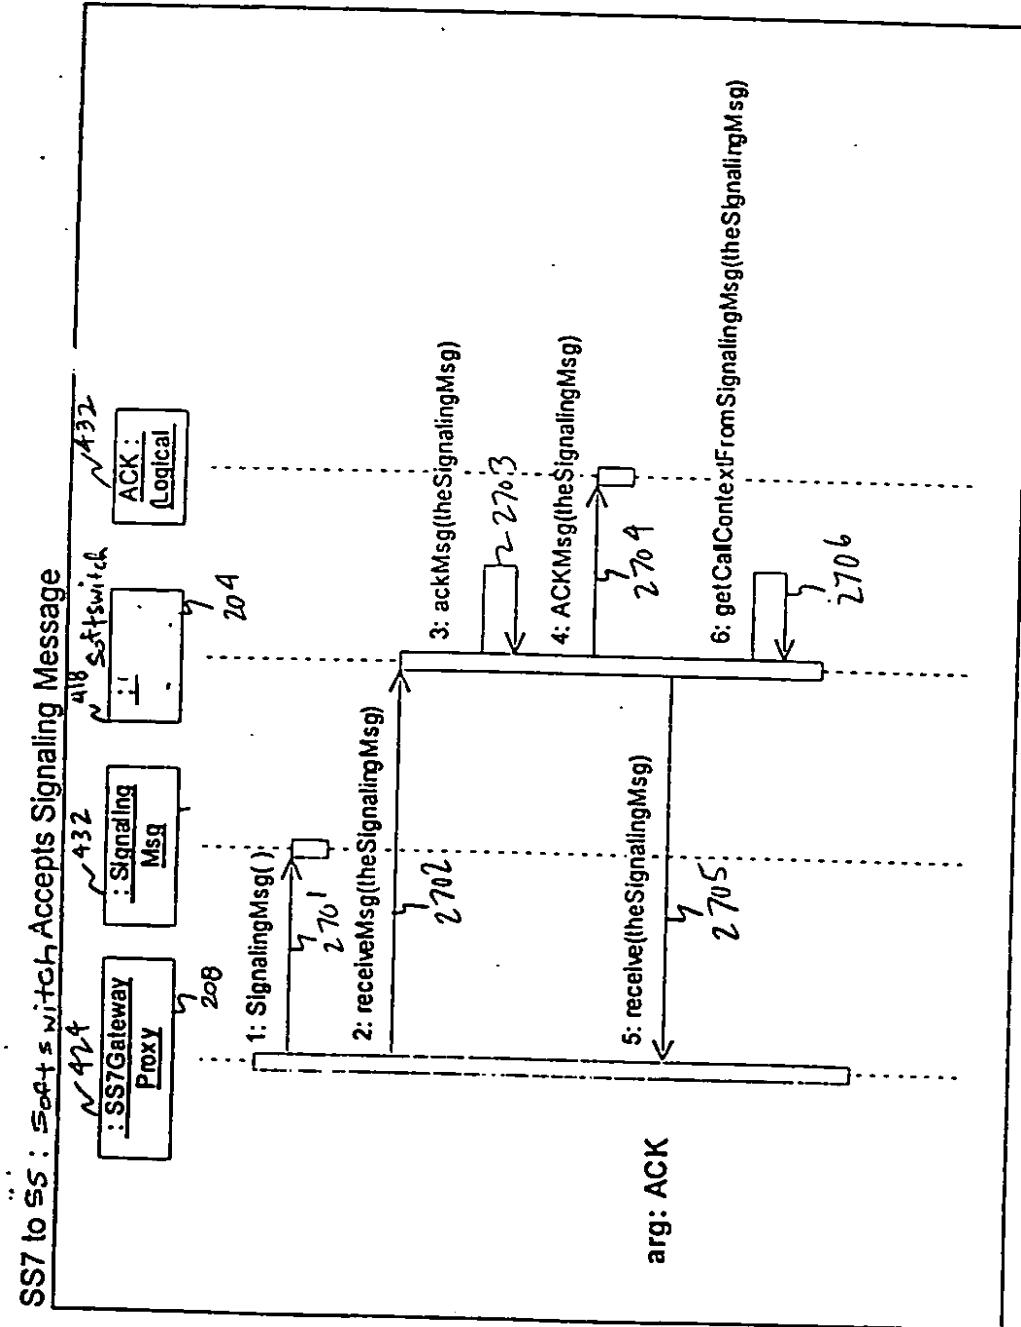 SS7 to SS: Softswitch Accepts Signaling Message
424
: SS7Gateway
Proxy
208
432
: Signaling
Msg
418
softswitch
204
432
ACK :
(Logical
1: SignalingMsg( )
2701
2: receiveMsg(theSignalingMsg)
2702
3: ackMsg(theSignalingMsg)
2703
4: ACKMsg(theSignalingMsg)
2704
arg: ACK
5: receive(theSignalingMsg)
2705
6: getCallContextFromSignalingMsg(theSignalingMsg)
2706